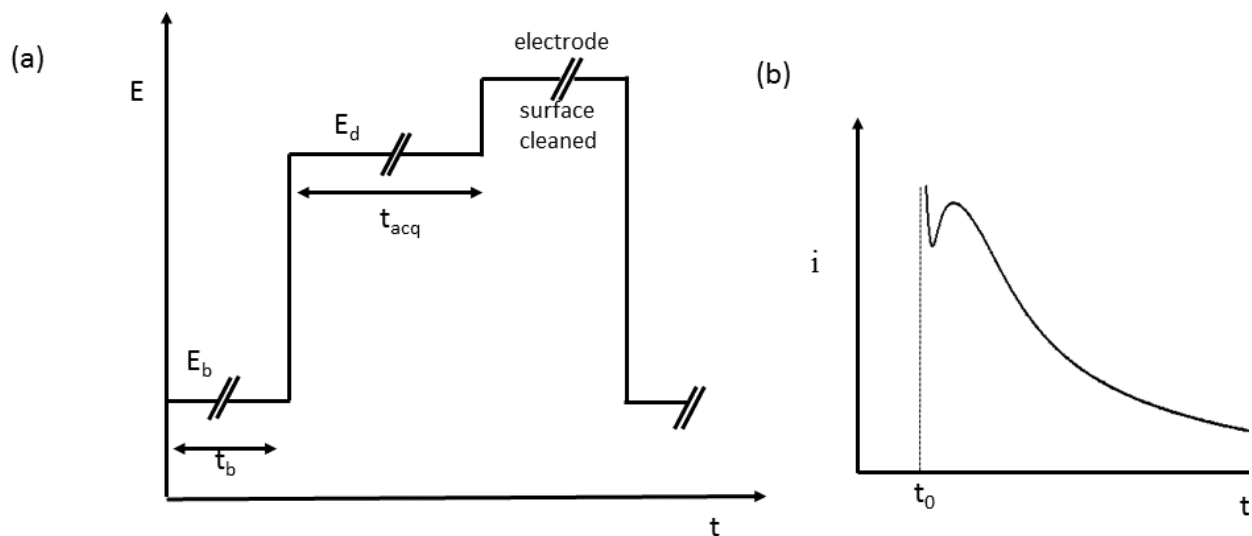 (a)
E
electrode
surface
cleaned
E_d
t_acq
E_b
t_b
t
(b)
i
t_0
t